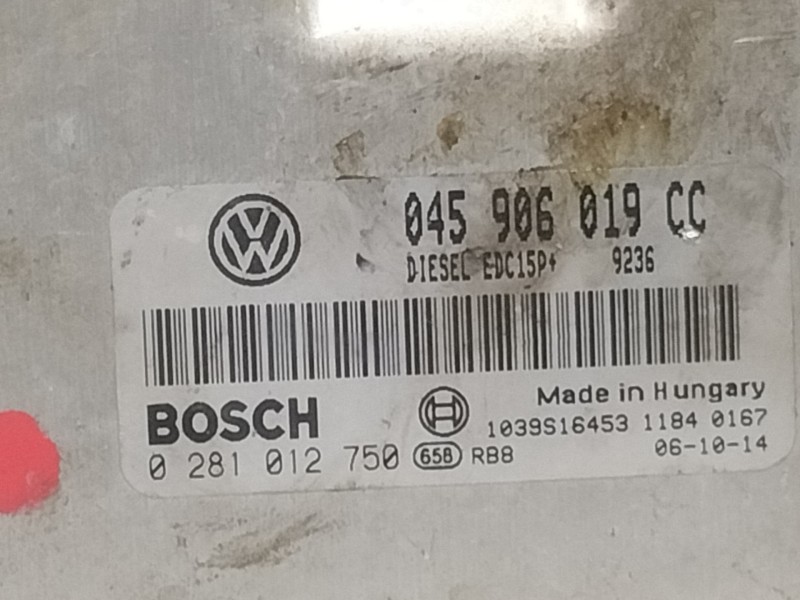 045 906 019 CC
DIESEL EDC15P+ 9236
BOSCH
Made in Hungary
1039S16453 1184 0167
0 281 012 750 658 RB8
06-10-14